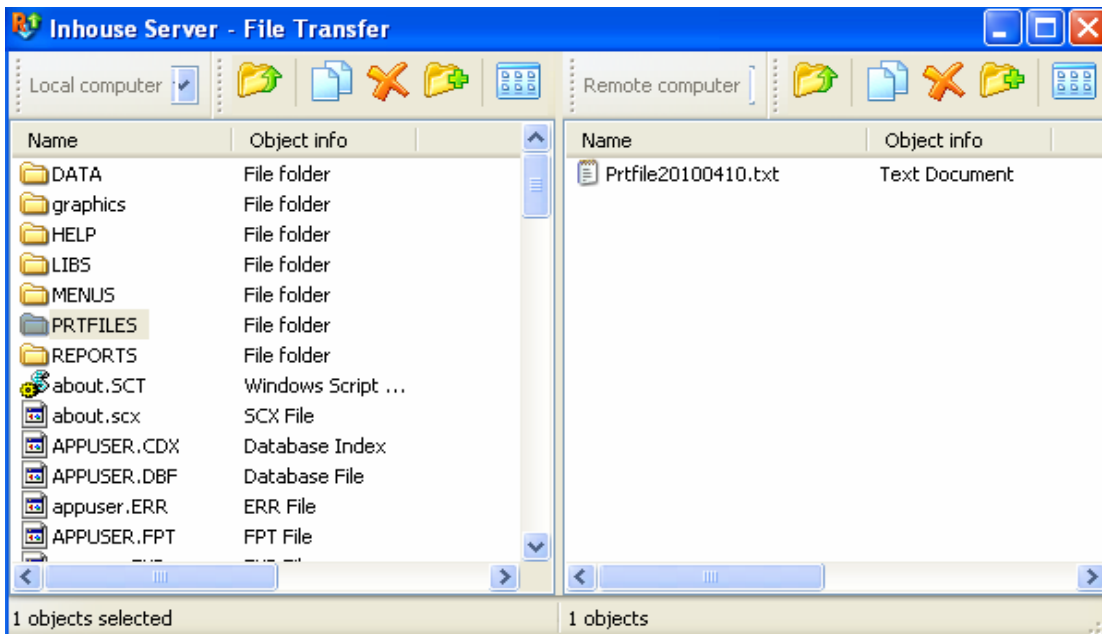 Inhouse Server - File Transfer
Local computer
Remote computer
Name Object info
DATA File folder
graphics File folder
HELP File folder
LIBS File folder
MENUS File folder
PRTFILES File folder
REPORTS File folder
about.SCT Windows Script ...
about.scx SCX File
APPUSER.CDX Database Index
APPUSER.DBF Database File
appuser.ERR ERR File
APPUSER.FPT FPT File
1 objects selected
Name Object info
Prtfile20100410.txt Text Document
1 objects